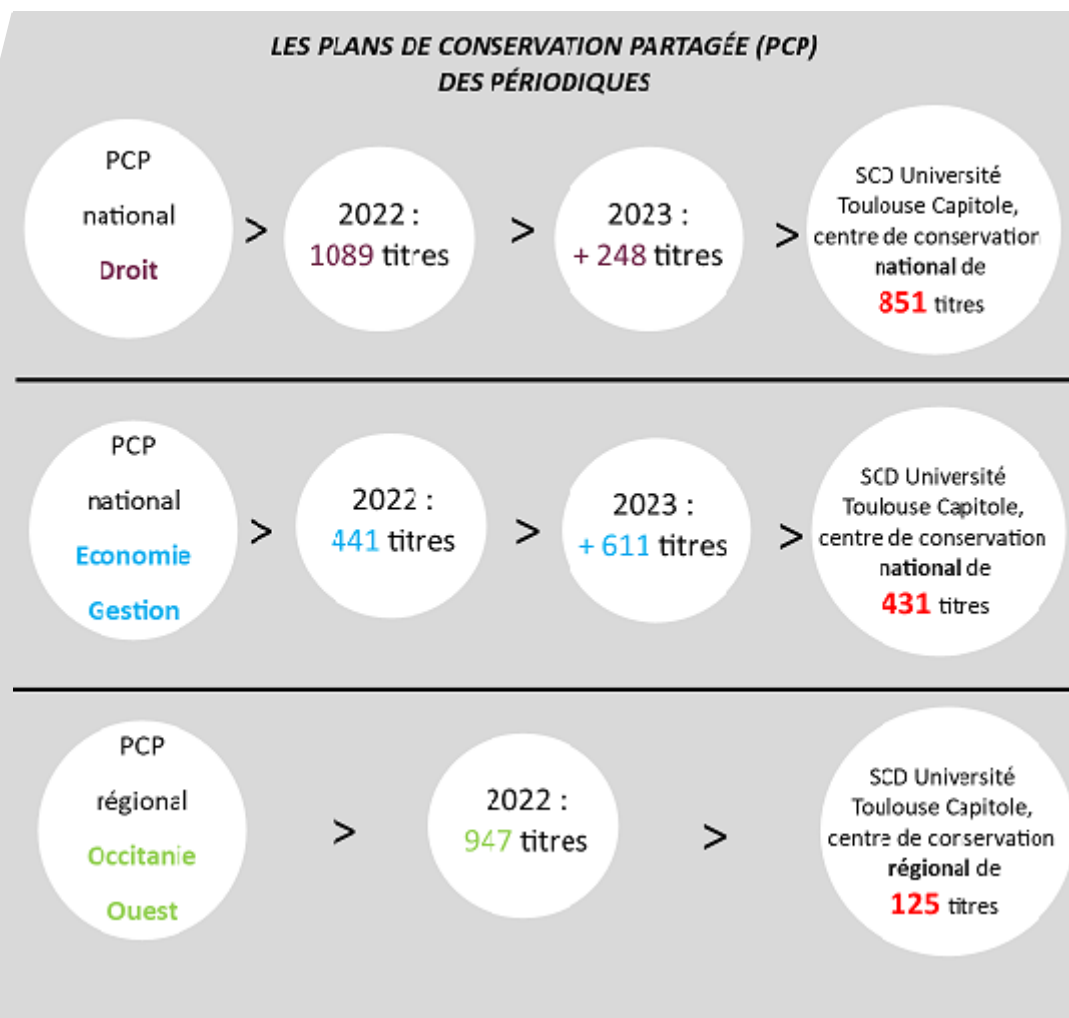 LES PLANS DE CONSERVATION PARTAGÉE (PCP)
DES PÉRIODIQUES
PCP
national
Droit
>
2022 :
1089 titres
>
2023 :
+ 248 titres
>
SCD Université
Toulouse Capitole,
centre de conservation
national de
851 titres
PCP
national
Economie
Gestion
>
2022 :
441 titres
>
2023 :
+ 611 titres
>
SCD Université
Toulouse Capitole,
centre de conservation
national de
431 titres
PCP
régional
Occitanie
Ouest
>
2022 :
947 titres
>
SCD Université
Toulouse Capitole,
centre de conservation
régional de
125 titres